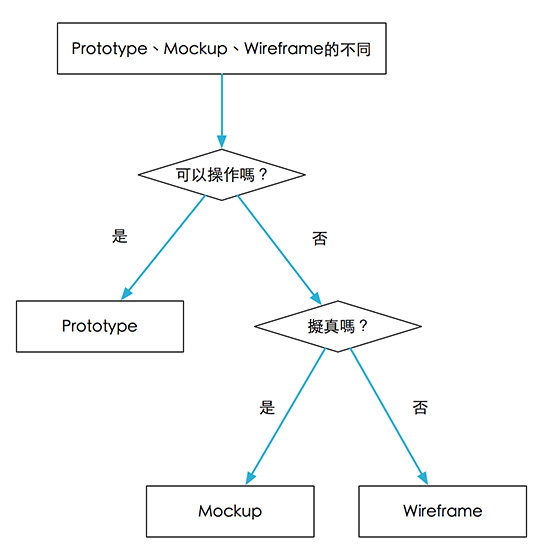 Prototype、Mockup、Wireframe的不同
可以操作嗎？
是
否
Prototype
擬真嗎？
是
否
Mockup
Wireframe